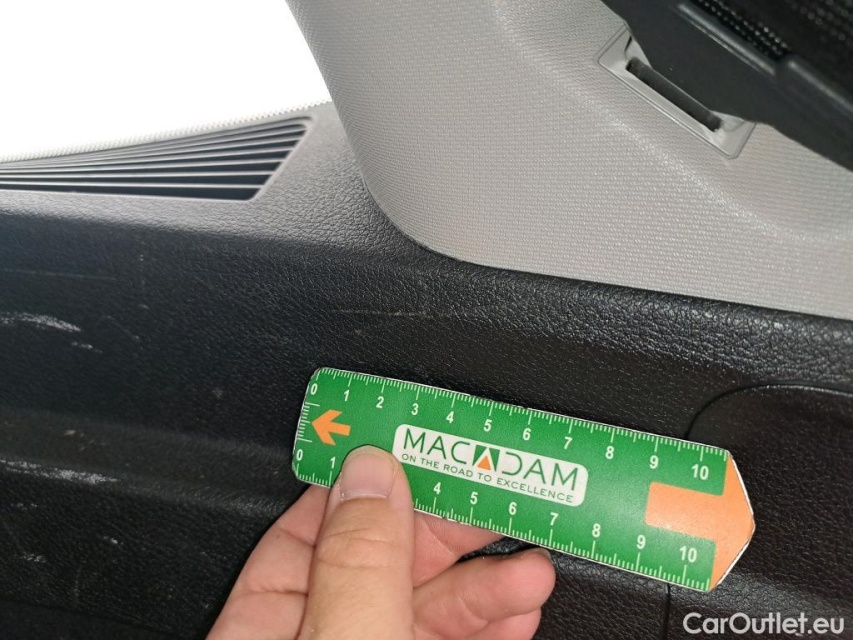 0 1 2 3 4 5 6 7 8 9 10
MACADAM
ON THE ROAD TO EXCELLENCE
0 1 4 5 6 7 8 9 10
CarOutlet.eu